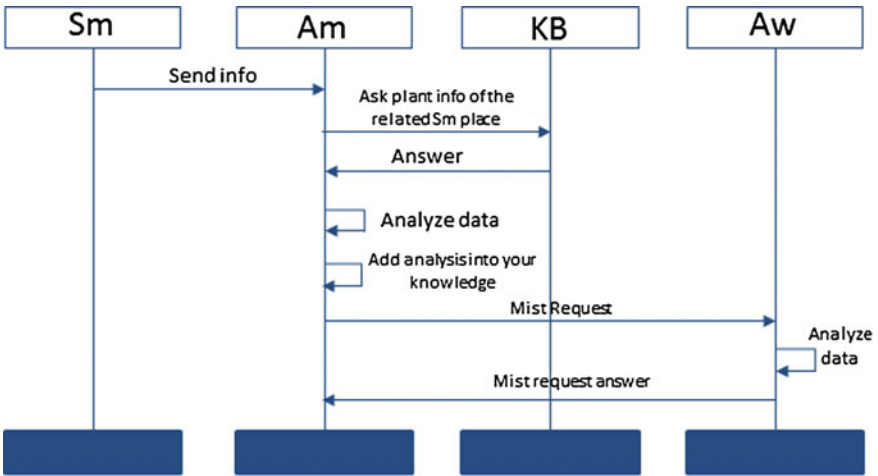 Sm Am KB Aw
Send info
Ask plant info of the
related Sm place
Answer
Analyze data
Add analysis into your
knowledge
Mist Request
Analyze
data
Mist request answer